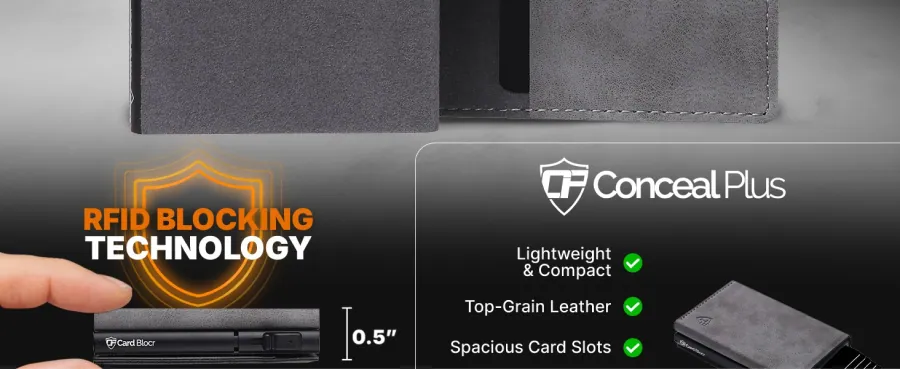 RFID BLOCKING
TECHNOLOGY
Card Blocr
0.5”
Conceal Plus
Lightweight
& Compact
Top-Grain Leather
Spacious Card Slots